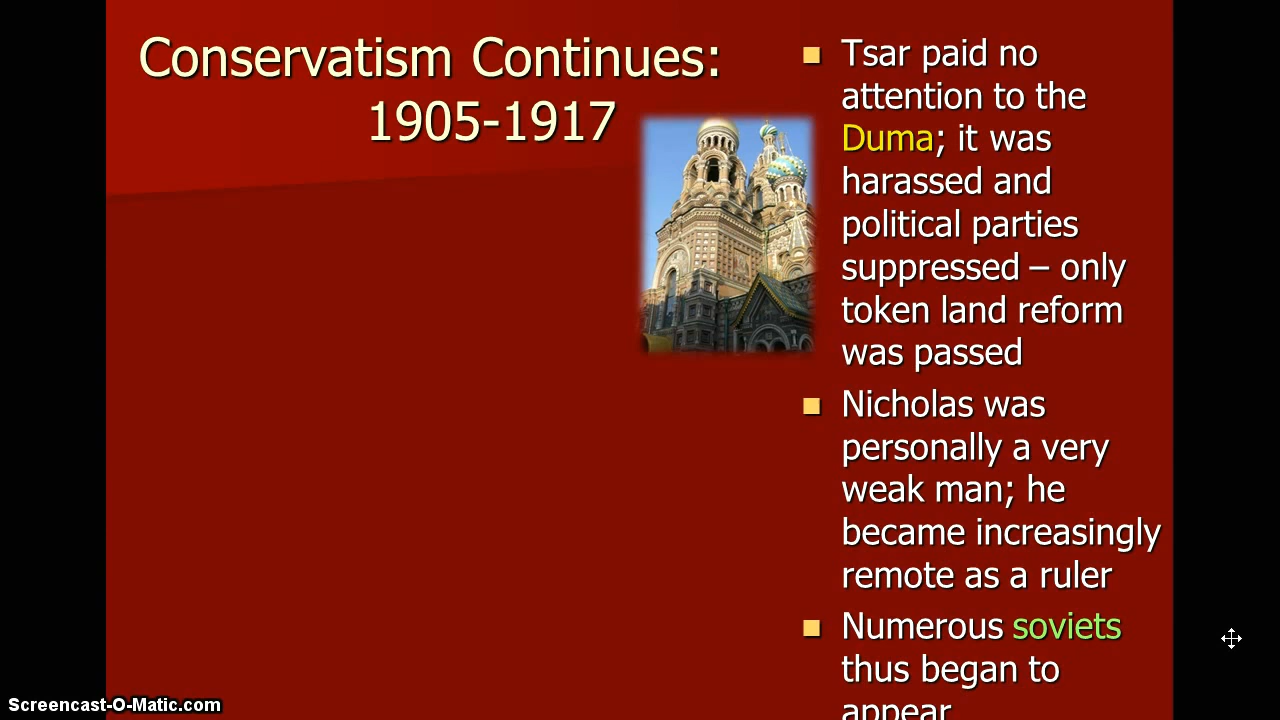 Conservatism Continues:
1905-1917
Tsar paid no
attention to the
Duma; it was
harassed and
political parties
suppressed – only
token land reform
was passed
Nicholas was
personally a very
weak man; he
became increasingly
remote as a ruler
Numerous soviets
thus began to
appear
Screencast-O-Matic.com